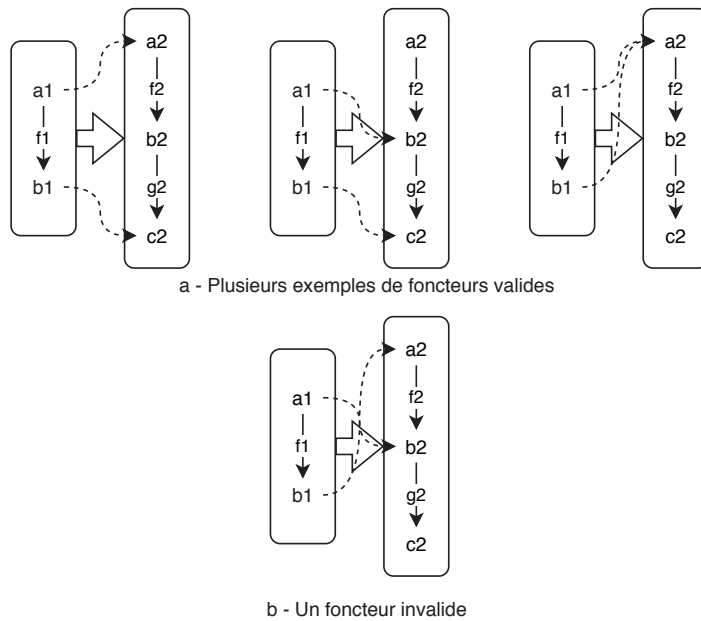 a1
f1
b1
a2
f2
b2
g2
c2
a1
f1
b1
a2
f2
b2
g2
c2
a1
f1
b1
a2
f2
b2
g2
c2
a - Plusieurs exemples de foncteurs valides
a1
f1
b1
a2
f2
b2
g2
c2
b - Un foncteur invalide